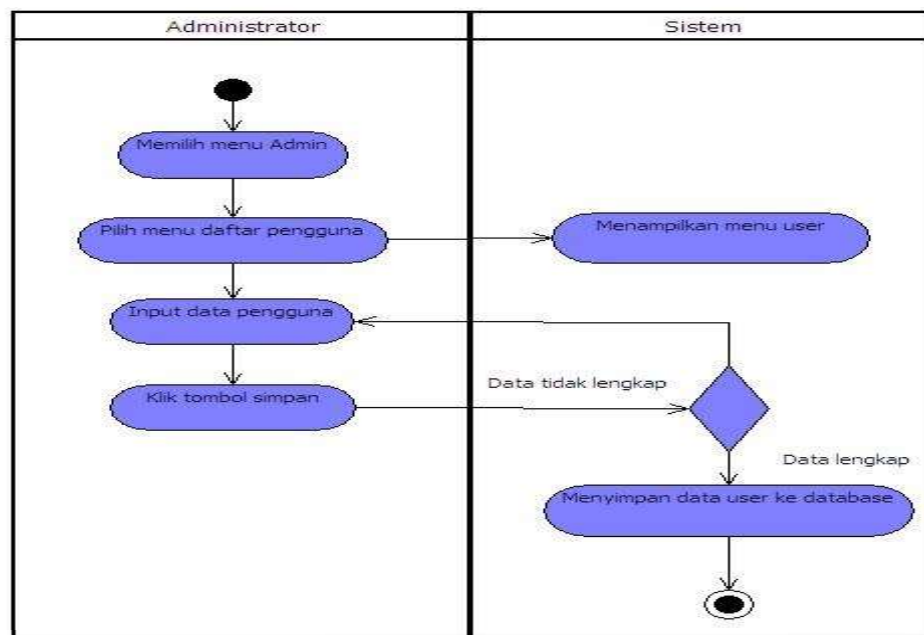 Administrator
Sistem
Memilih menu Admin
Pilih menu daftar pengguna
Menampilkan menu user
Input data pengguna
Data tidak lengkap
Klik tombol simpan
Data lengkap
Menyimpan data user ke database